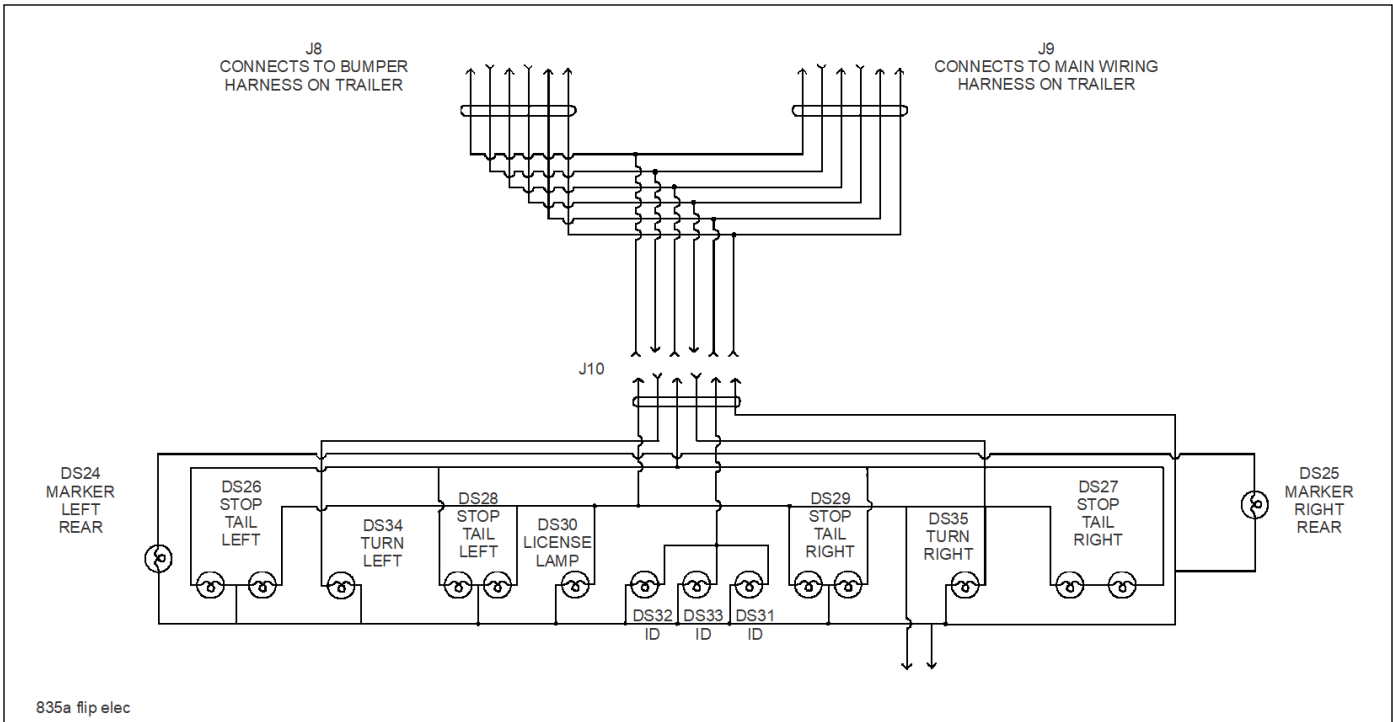 J8
CONNECTS TO BUMPER
HARNESS ON TRAILER
J9
CONNECTS TO MAIN WIRING
HARNESS ON TRAILER
J10
DS24
MARKER
LEFT
REAR
DS26
STOP
TAIL
LEFT
DS34
TURN
LEFT
DS28
STOP
TAIL
LEFT
DS30
LICENSE
LAMP
DS32
ID
DS33
ID
DS31
ID
DS29
STOP
TAIL
RIGHT
DS35
TURN
RIGHT
DS27
STOP
TAIL
RIGHT
DS25
MARKER
RIGHT
REAR
835a flip elec